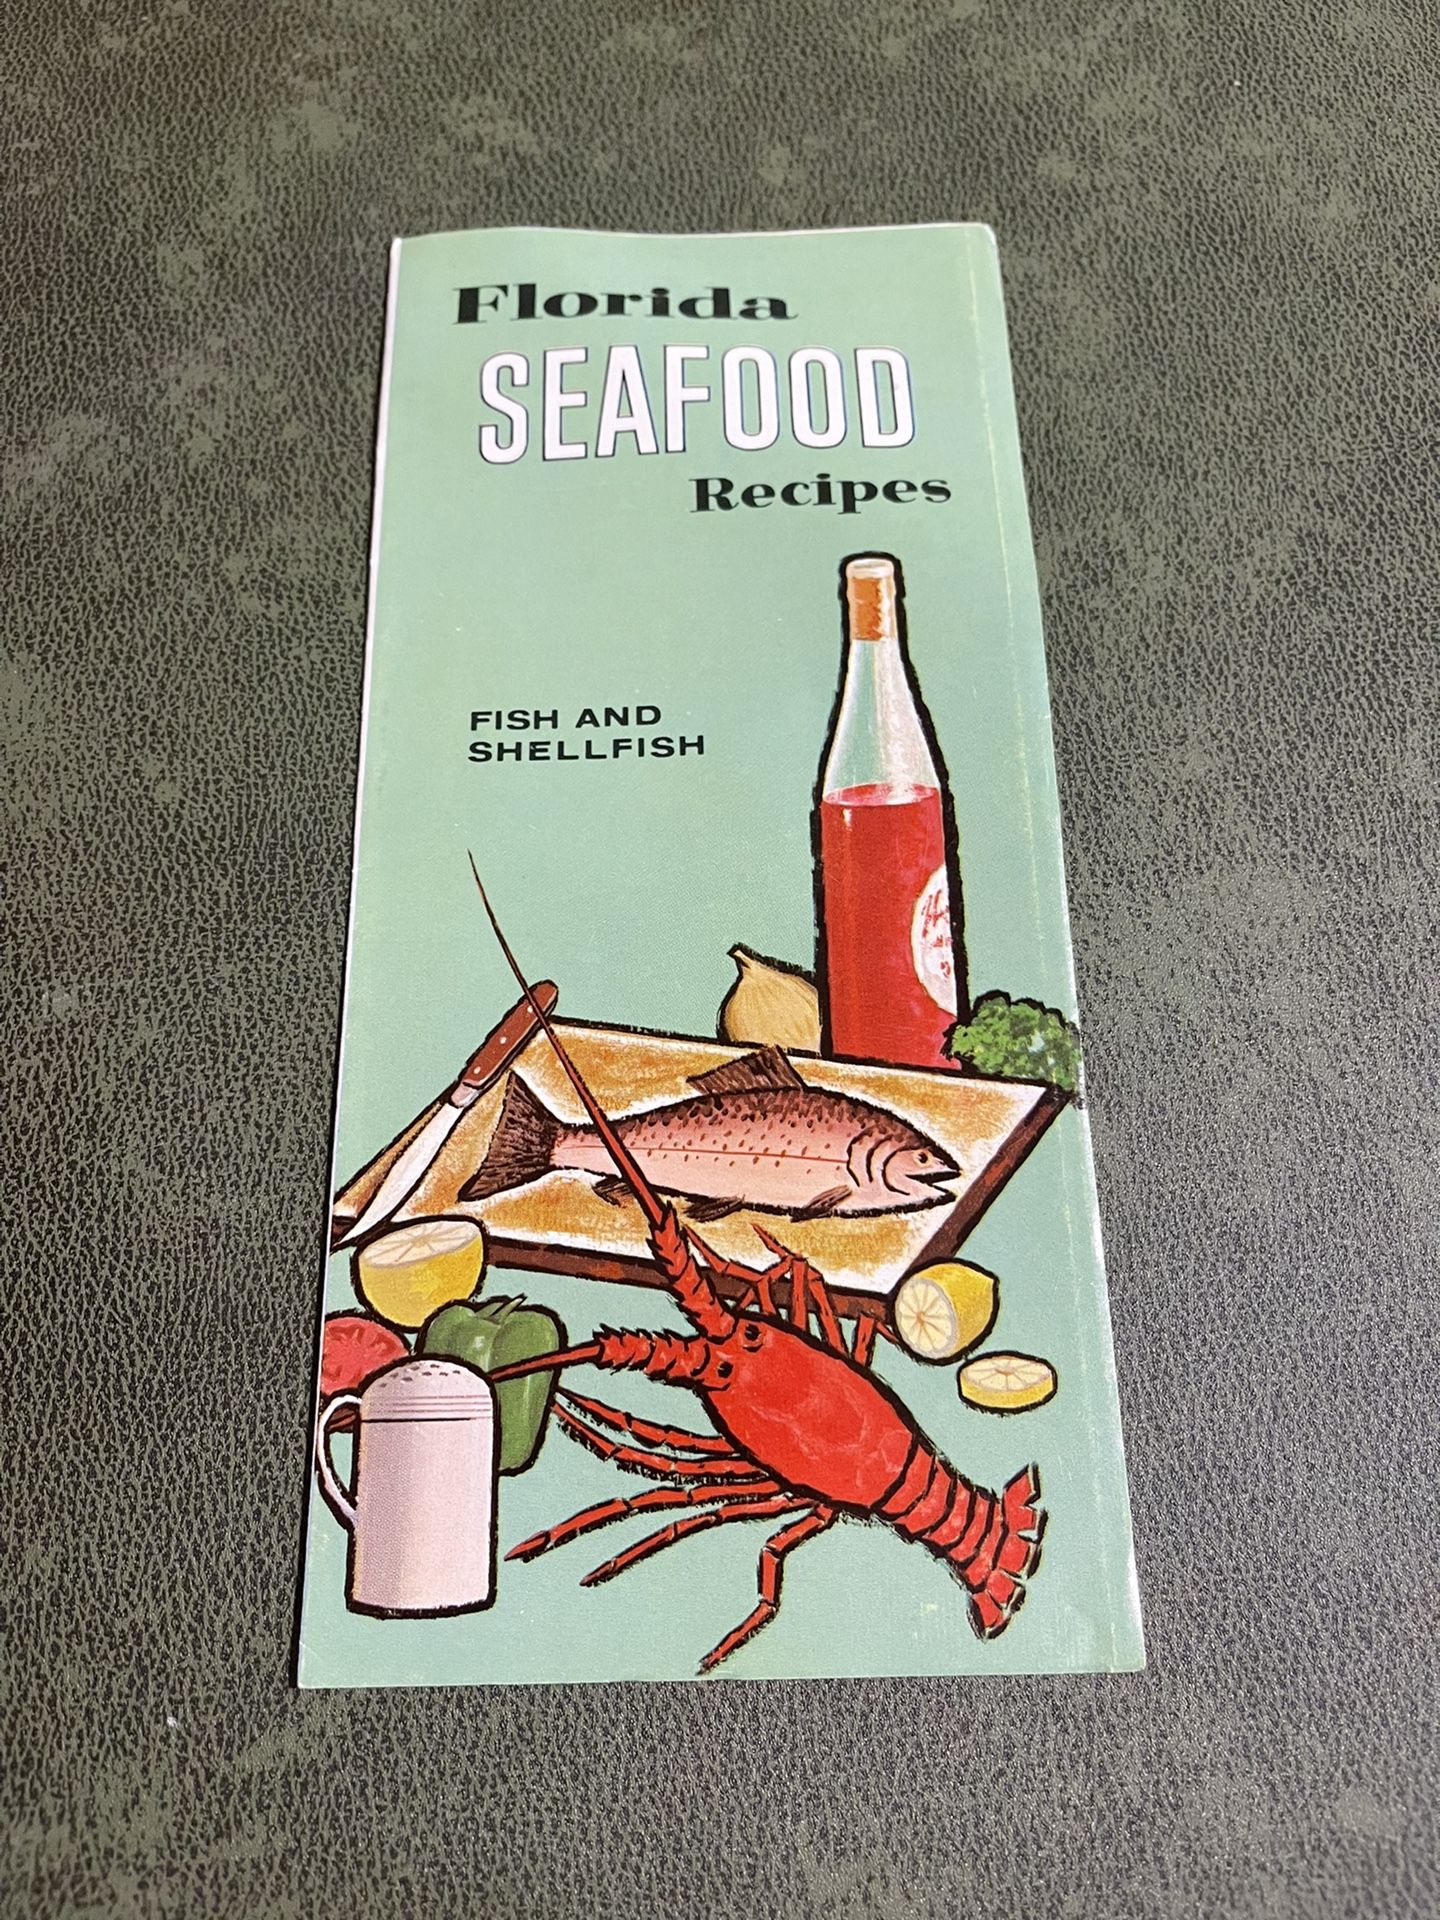 Florida
SEAFOOD
Recipes
FISH AND
SHELLFISH